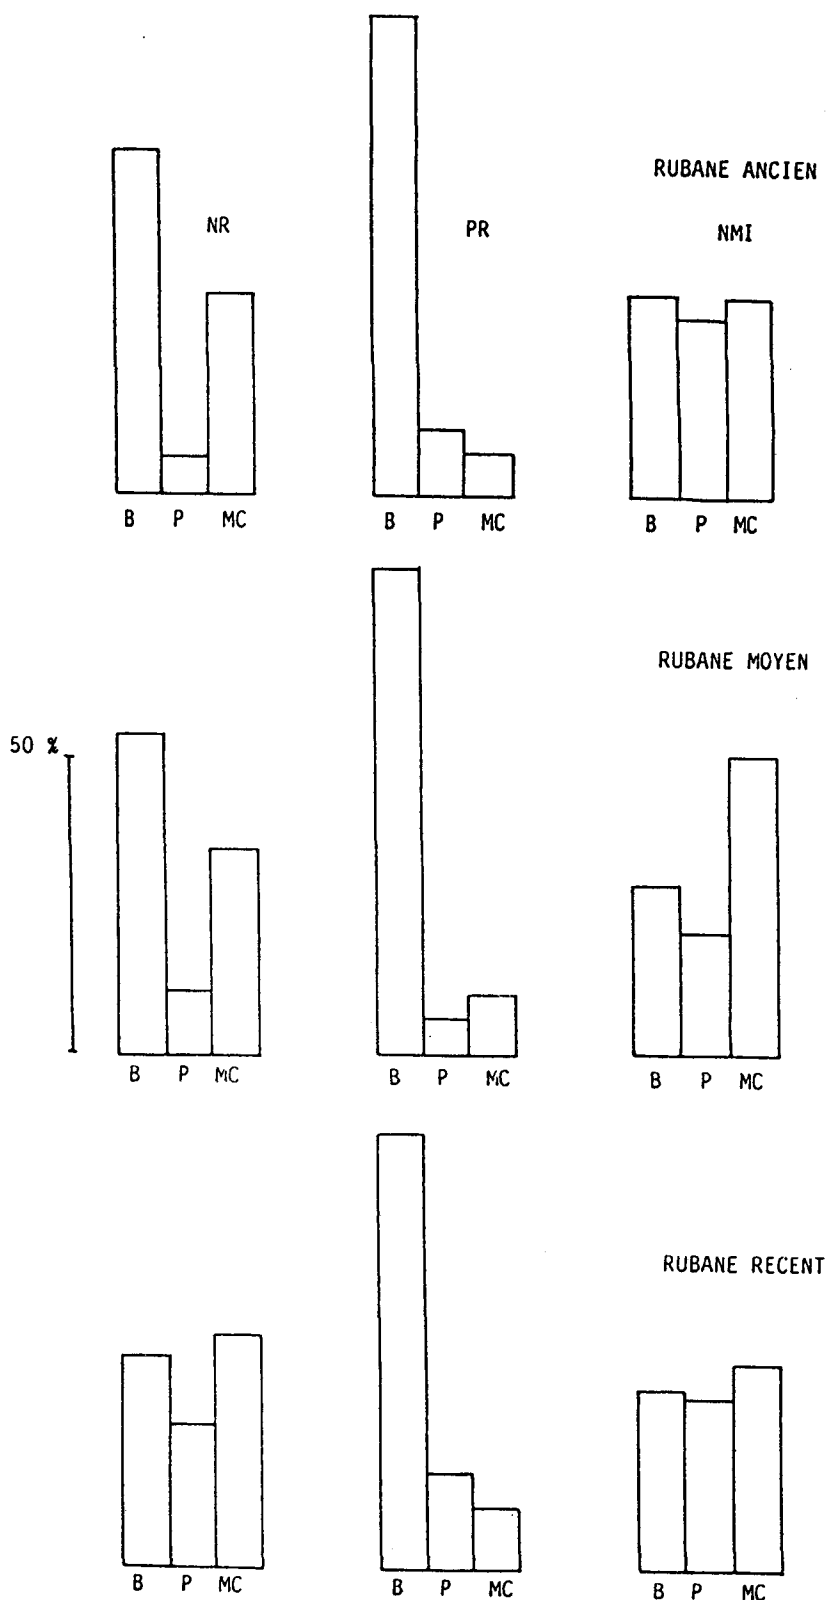 RUBANE ANCIEN
NR
PR
NMI
B P MC
B P MC
B P MC
RUBANE MOYEN
50 %
B P MC
B P MC
B P MC
RUBANE RECENT
B P MC
B P MC
B P MC